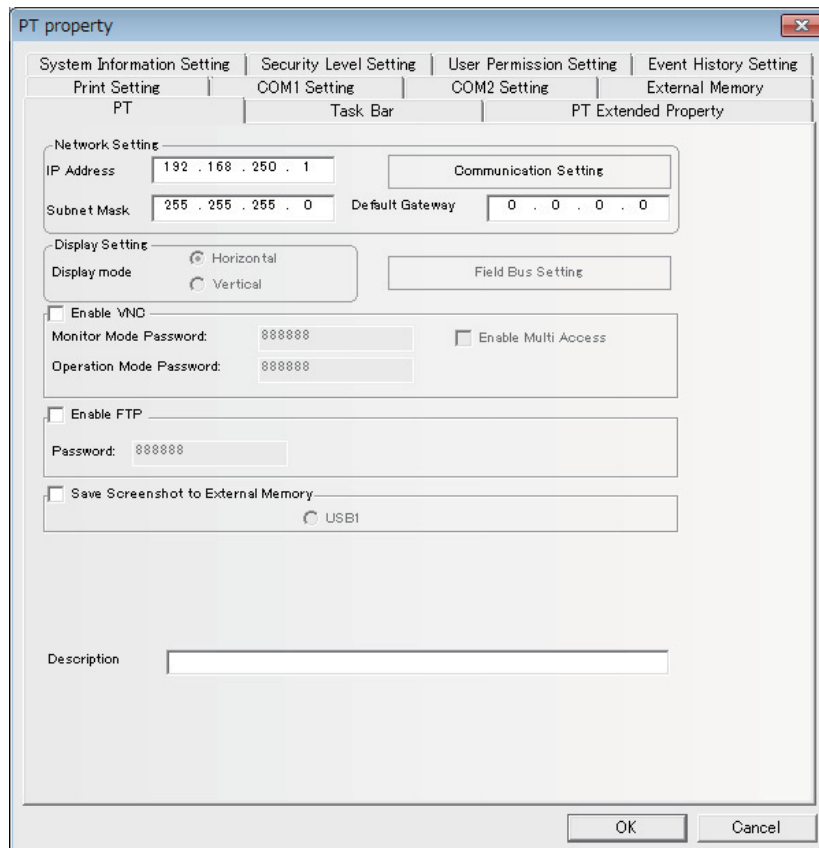 PT property
System Information Setting Security Level Setting User Permission Setting Event History Setting
Print Setting COM1 Setting COM2 Setting External Memory
PT Task Bar PT Extended Property
Network Setting
IP Address 192 . 168 . 250 . 1 Communication Setting
Subnet Mask 255 . 255 . 255 . 0 Default Gateway 0 . 0 . 0 . 0
Display Setting
Display mode Horizontal Field Bus Setting
Vertical
Enable VNC
Monitor Mode Password: 888888 Enable Multi Access
Operation Mode Password: 888888
Enable FTP
Password: 888888
Save Screenshot to External Memory
USB1
Description
OK Cancel